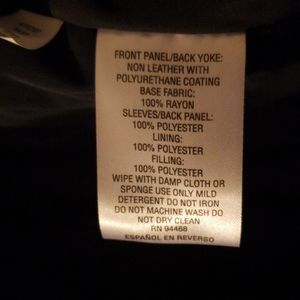 FRONT PANEL/BACK YOKE:
NON LEATHER WITH
POLYURETHANE COATING
BASE FABRIC:
100% RAYON
SLEEVES/BACK PANEL:
100% POLYESTER
LINING:
100% POLYESTER
FILLING:
100% POLYESTER
WIPE WITH DAMP CLOTH OR
SPONGE USE ONLY MILD
DETERGENT DO NOT IRON
DO NOT MACHINE WASH DO
NOT DRY CLEAN
RN 94468
ESPAÑOL EN REVERSO